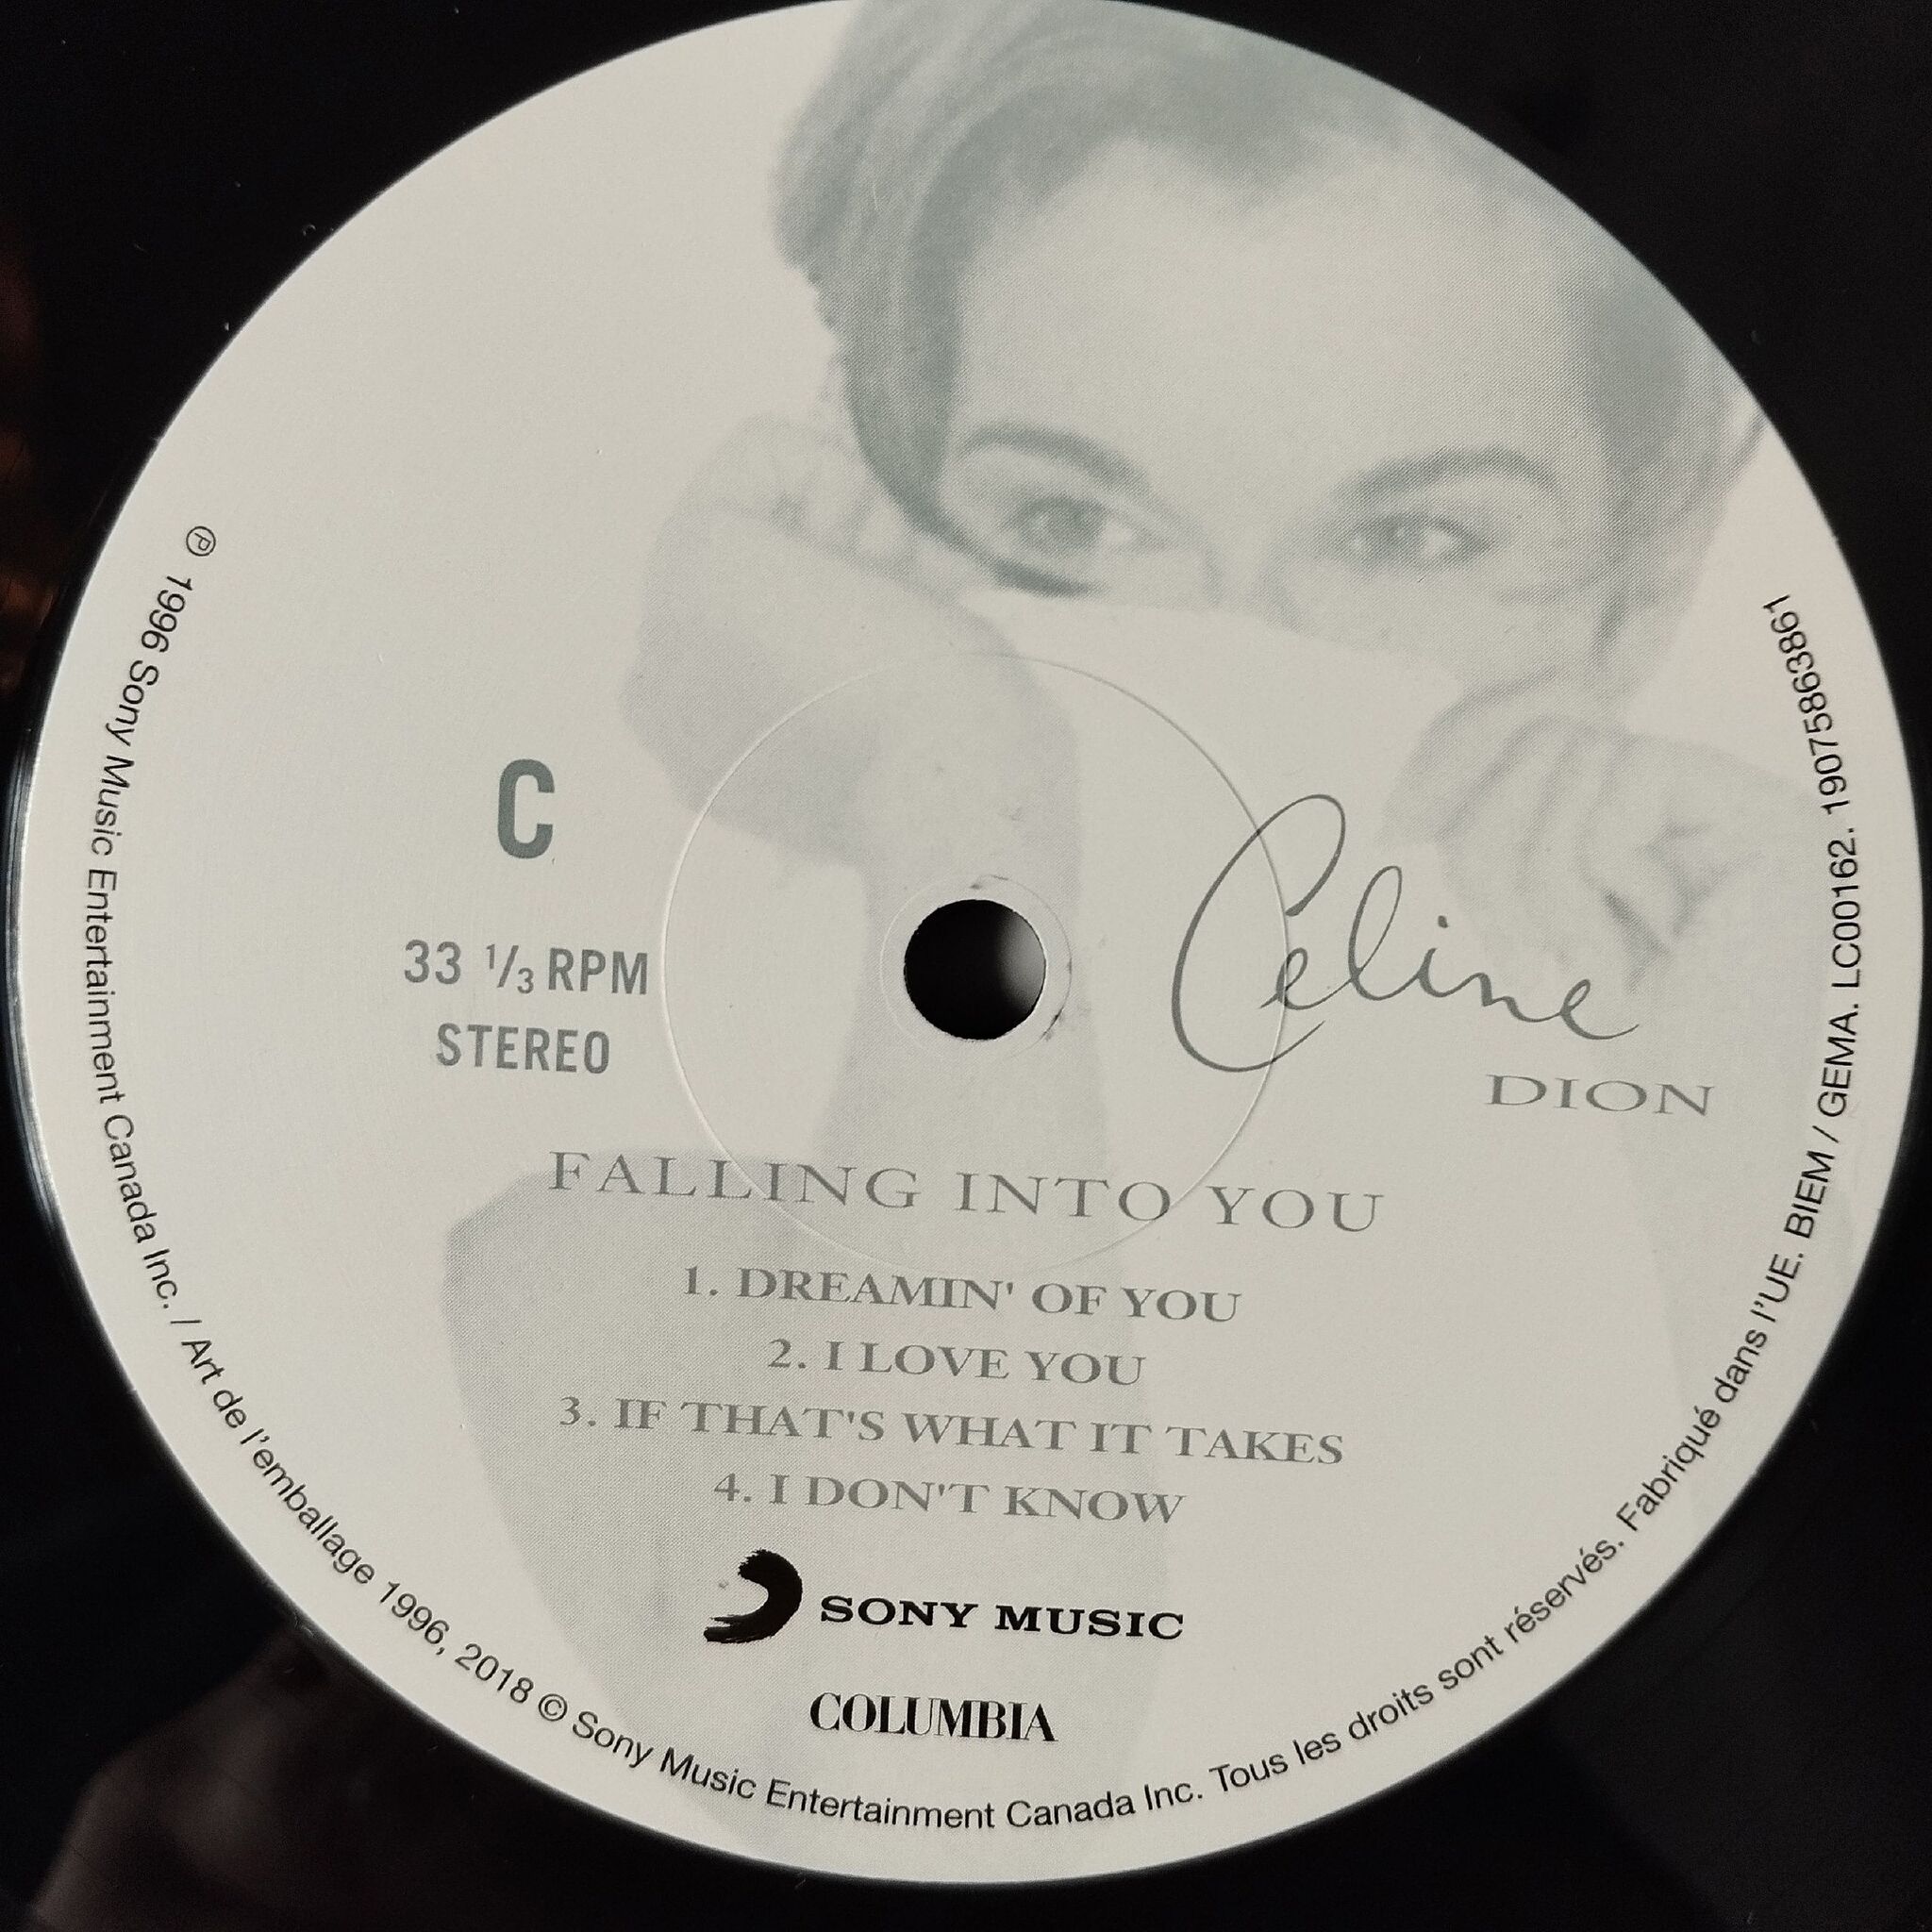 C
33 1/3 RPM
STEREO
Celine
DION
FALLING INTO YOU
1. DREAMIN' OF YOU
2. I LOVE YOU
3. IF THAT'S WHAT IT TAKES
4. I DON'T KNOW
SONY MUSIC
COLUMBIA
℗ 1996 Sony Music Entertainment Canada Inc. / Art de l'emballage 1996, 2018 © Sony Music Entertainment Canada Inc. Tous les droits sont réservés. Fabriqué dans l'UE. BIEM / GEMA. LC00162. 19075863861